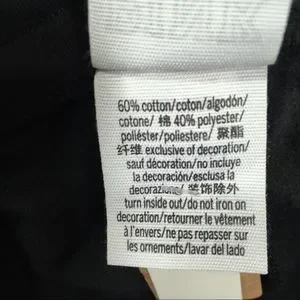 60% cotton/coton/algodón/
cotone/ 棉 40% polyester/
poliéster/poliestere/ 聚酯
纤维 exclusive of decoration/
sauf décoration/no incluye
la decoración/esclusa la
decorazione/ 装饰除外
turn inside out/do not iron on
decoration/retourner le vêtement
à l'envers/ne pas repasser sur
les ornements/lavar del lado